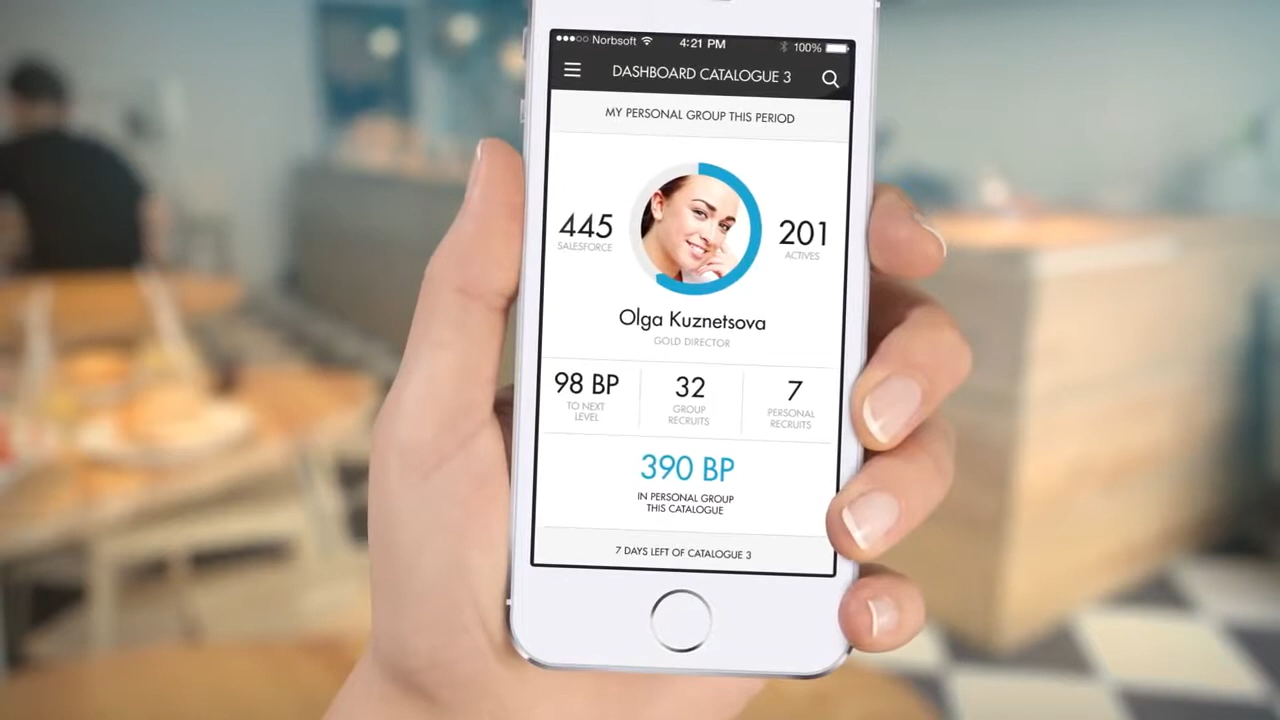 Norbsoft 4:21 PM 100%
DASHBOARD CATALOGUE 3
MY PERSONAL GROUP THIS PERIOD
445
SALESFORCE
201
ACTIVES
Olga Kuznetsova
GOLD DIRECTOR
98 BP
TO NEXT
LEVEL
32
GROUP
RECRUITS
7
PERSONAL
RECRUITS
390 BP
IN PERSONAL GROUP
THIS CATALOGUE
7 DAYS LEFT OF CATALOGUE 3